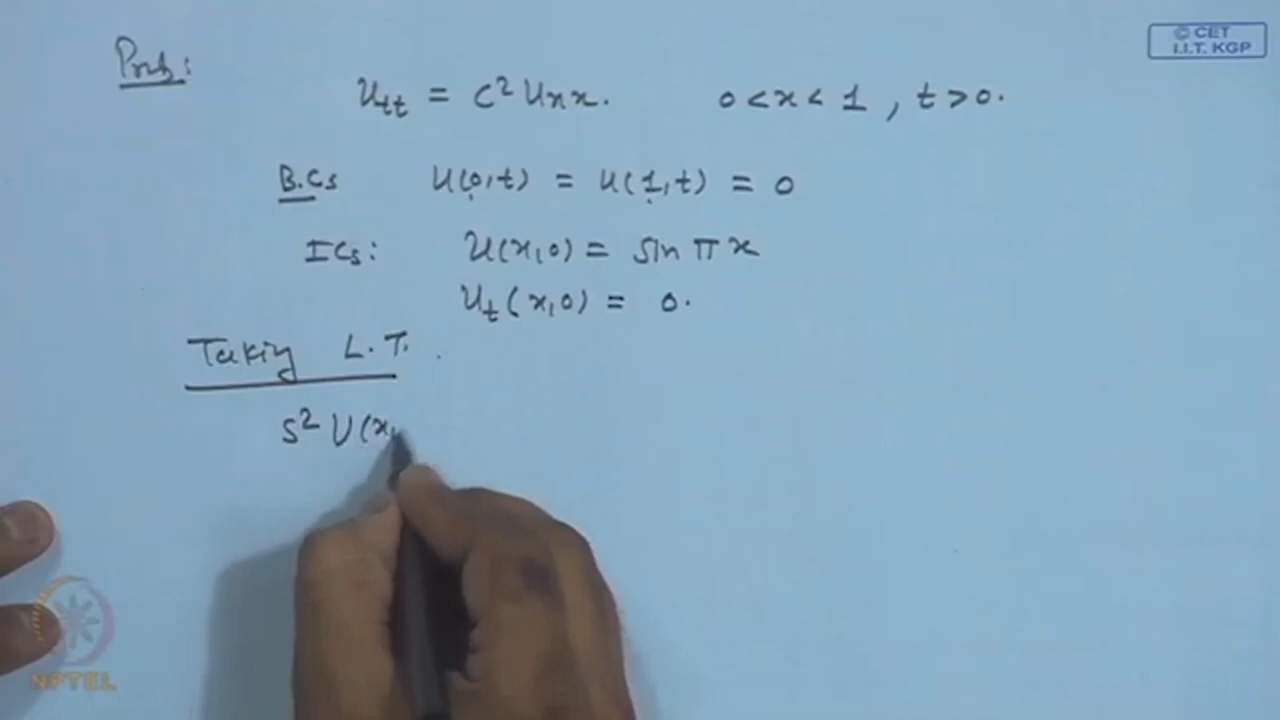 © CET
I.I.T. KGP
Prob:
u_tt = c² u_xx. 0 < x < 1, t > 0.
B.Cs u(0,t) = u(1,t) = 0
ICs: u(x,0) = sin π x
u_t(x,0) = 0.
Taking L.T.
s² U(x,
NPTEL